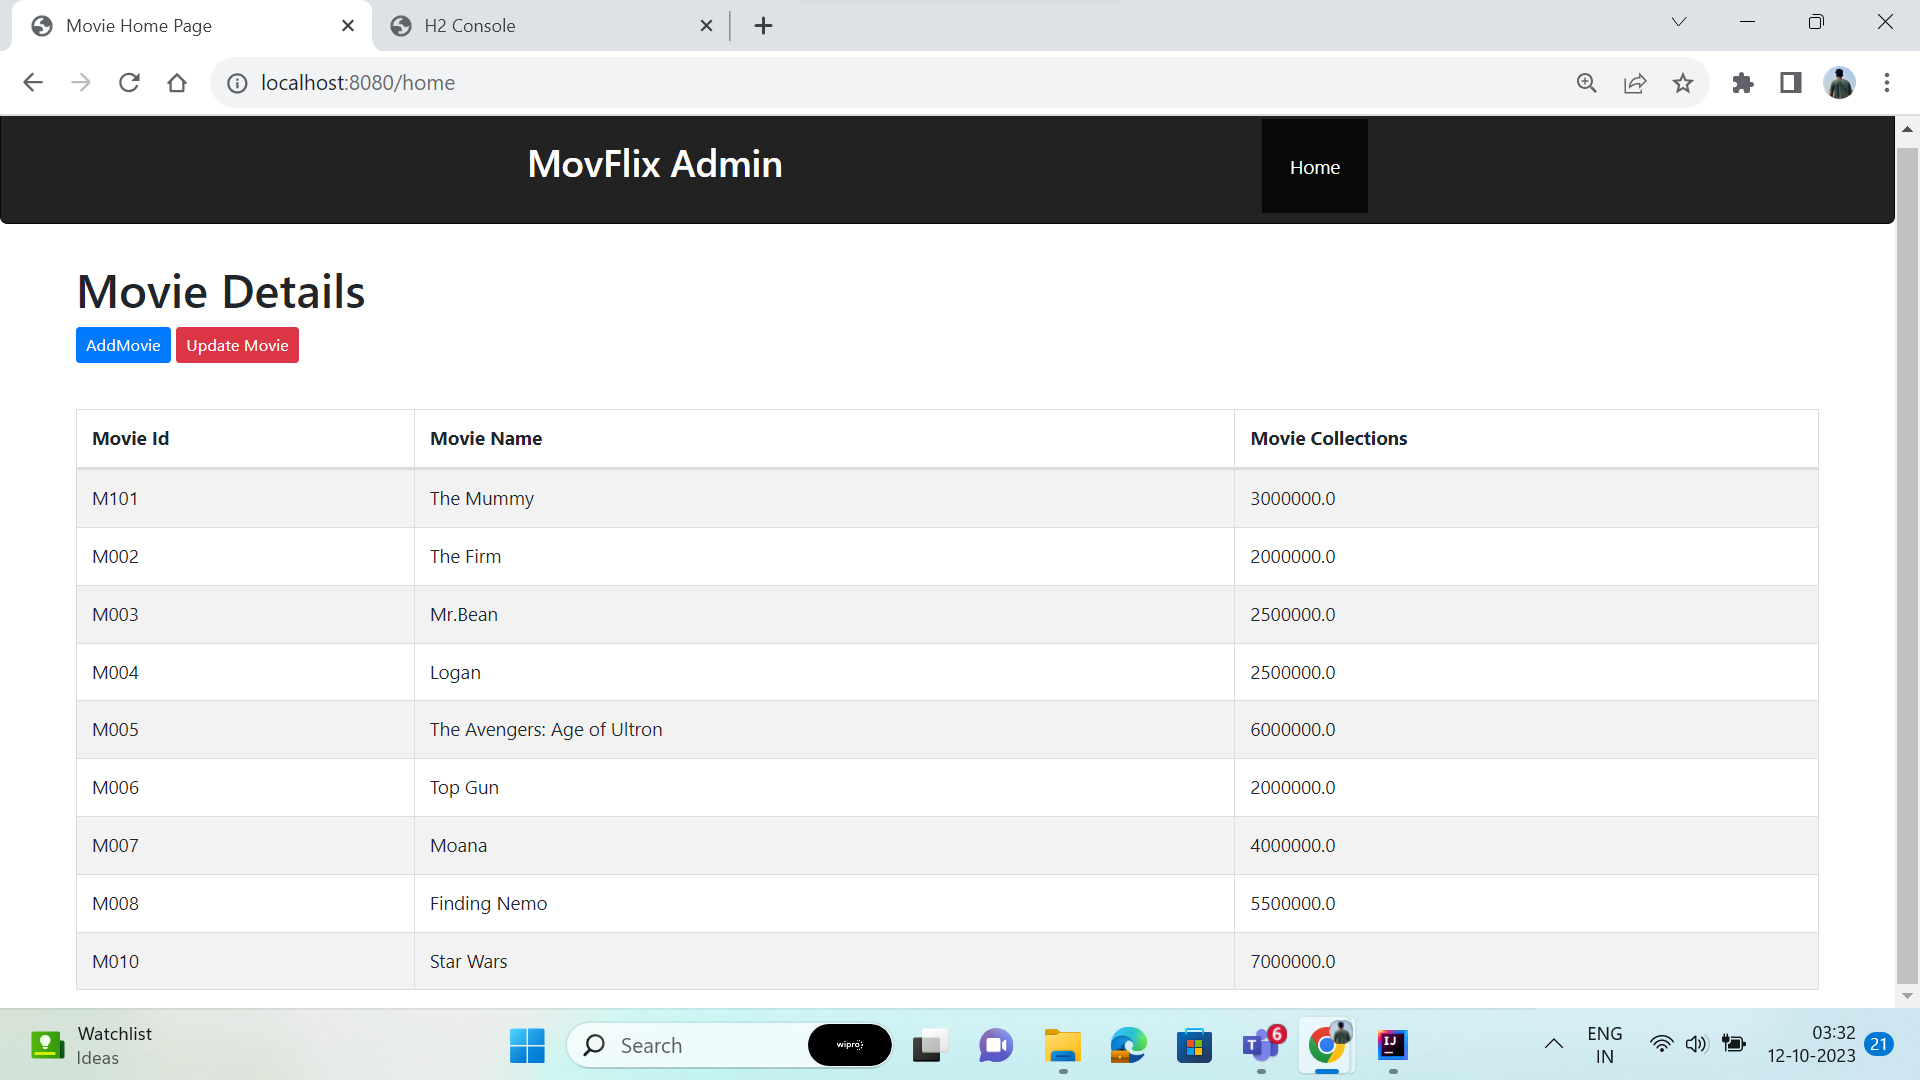 Movie Home Page
H2 Console
localhost:8080/home
MovFlix Admin
Home
Movie Details
AddMovie Update Movie
Movie Id Movie Name Movie Collections
M101 The Mummy 3000000.0
M002 The Firm 2000000.0
M003 Mr.Bean 2500000.0
M004 Logan 2500000.0
M005 The Avengers: Age of Ultron 6000000.0
M006 Top Gun 2000000.0
M007 Moana 4000000.0
M008 Finding Nemo 5500000.0
M010 Star Wars 7000000.0
Watchlist
Ideas
Search
wipro
T
6
IJ
ENG
IN
03:32
12-10-2023
21